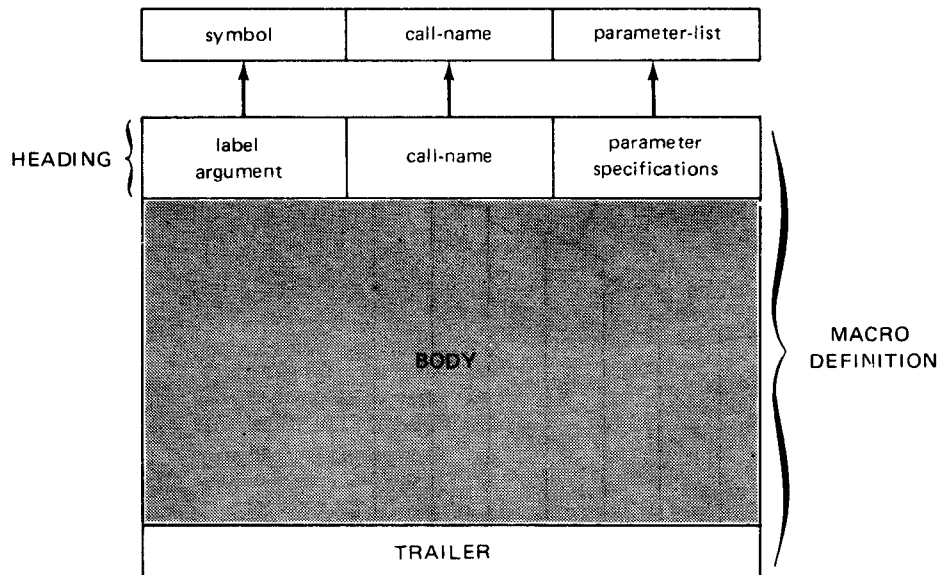 symbol call-name parameter-list
HEADING
label
argument
call-name
parameter
specifications
BODY
MACRO
DEFINITION
TRAILER